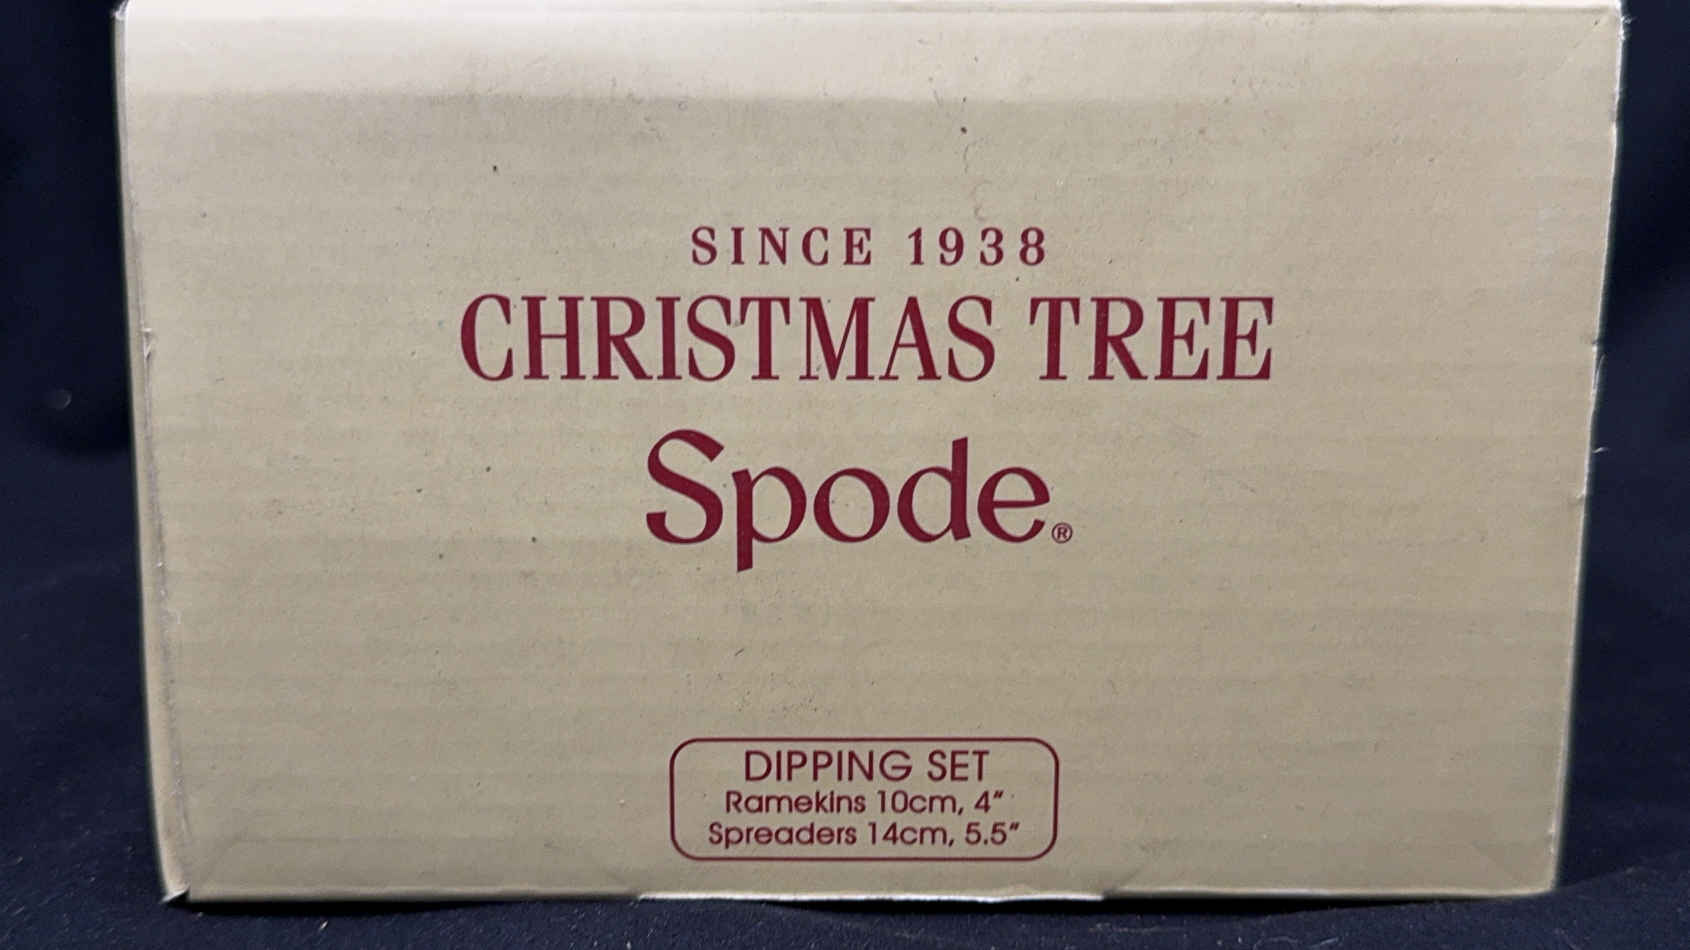 SINCE 1938
CHRISTMAS TREE
Spode®
DIPPING SET
Ramekins 10cm, 4"
Spreaders 14cm, 5.5"